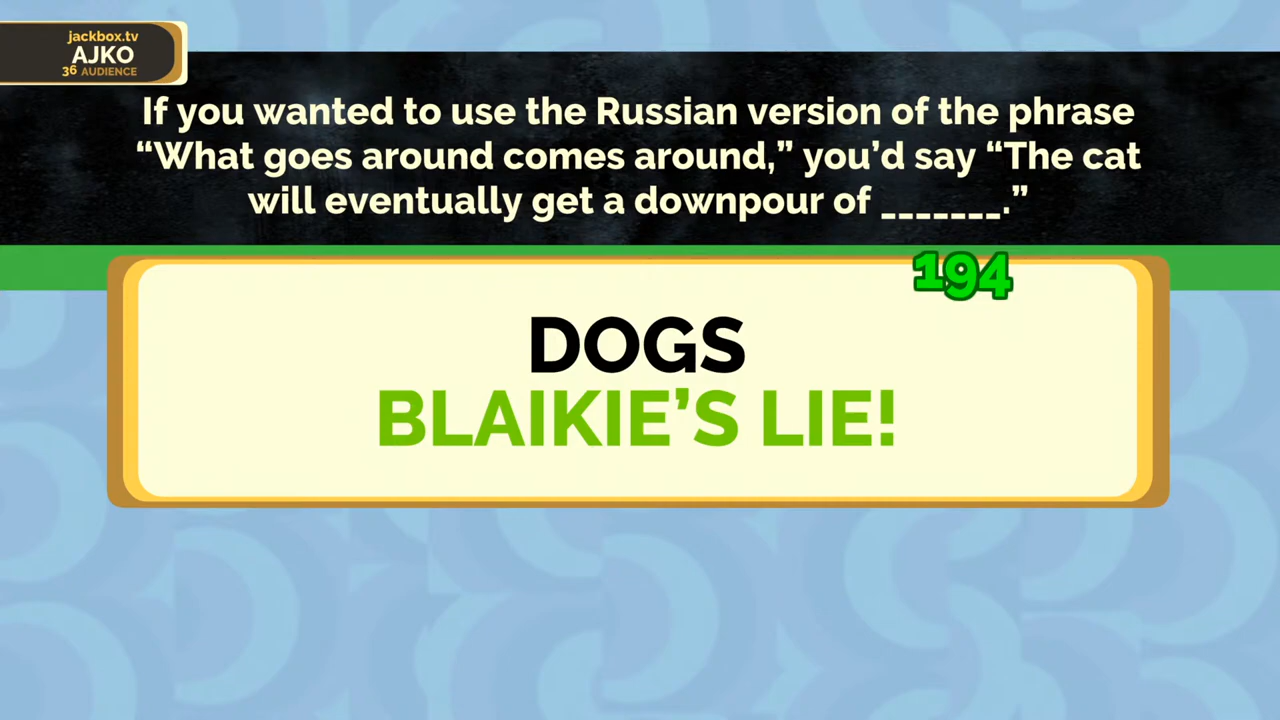 jackbox.tv
AJKO
36 AUDIENCE
If you wanted to use the Russian version of the phrase
“What goes around comes around,” you’d say “The cat
will eventually get a downpour of _______.”
194
DOGS
BLAIKIE’S LIE!